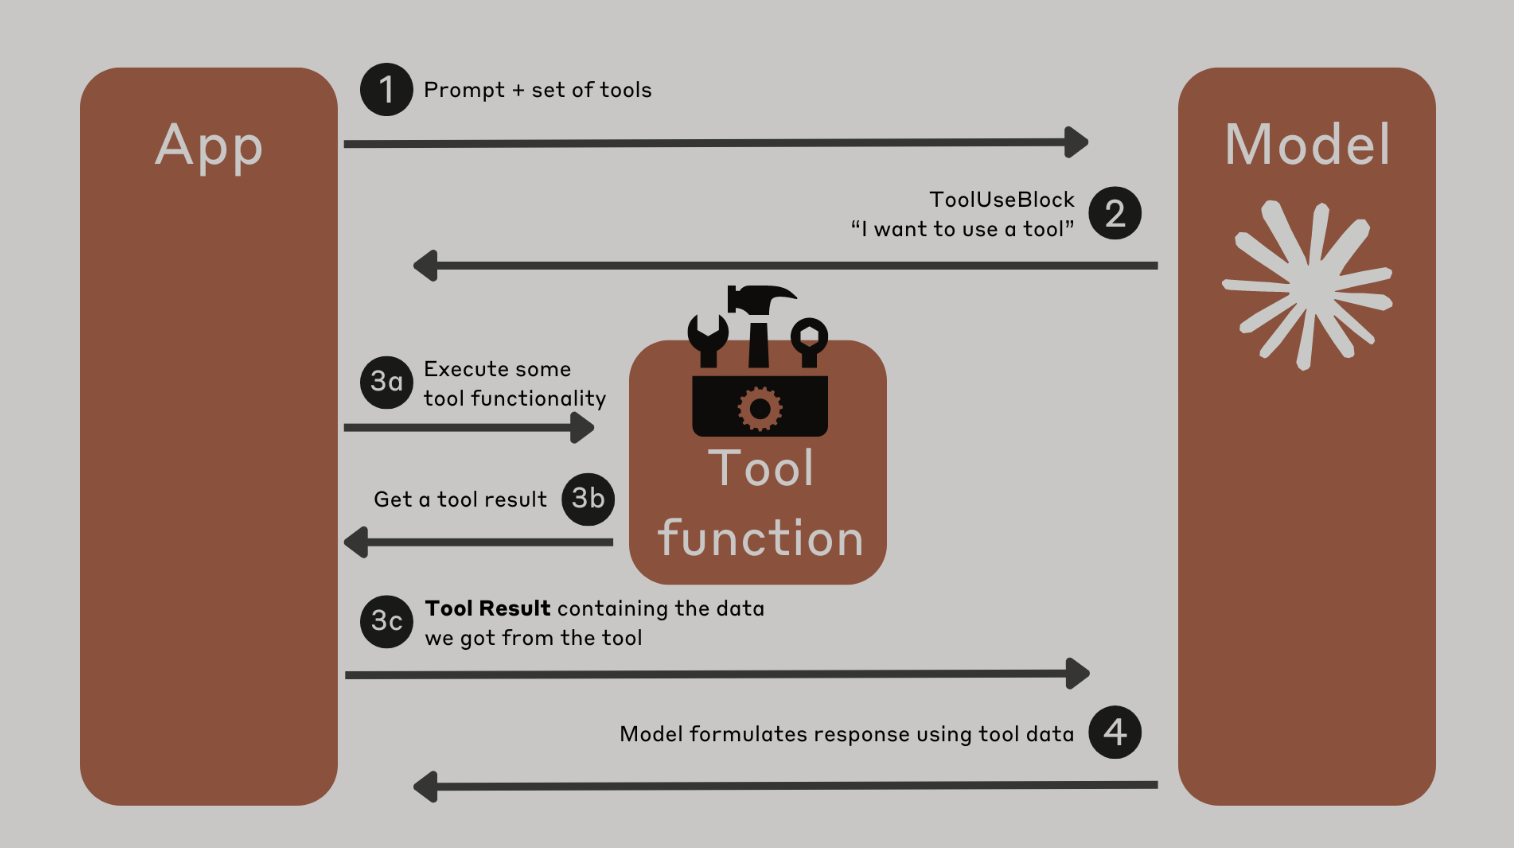 App
1
Prompt + set of tools
Model
ToolUseBlock
“I want to use a tool”
2
3a
Execute some
tool functionality
Get a tool result
3b
Tool
function
3c
Tool Result containing the data
we got from the tool
Model formulates response using tool data
4